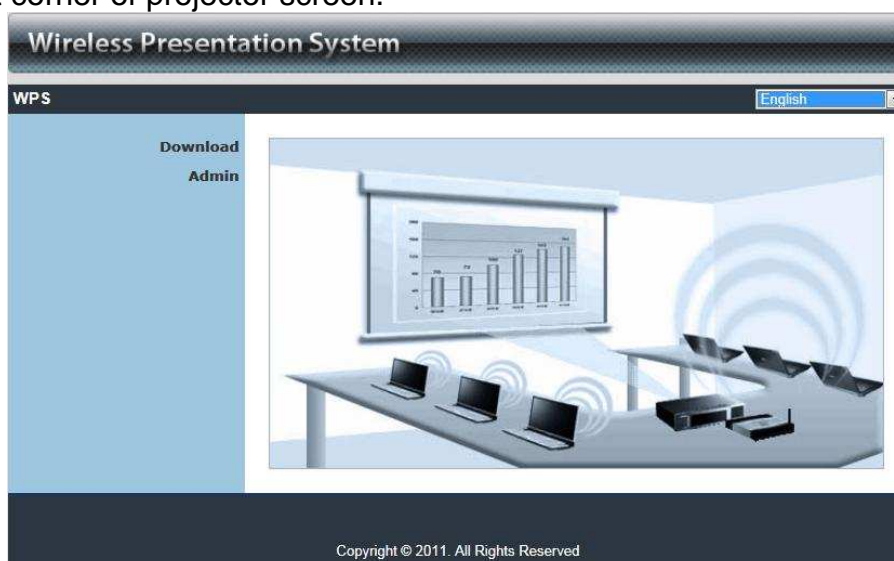 corner of projector screen.
Wireless Presentation System
WPS
English
Download
Admin
Copyright © 2011. All Rights Reserved